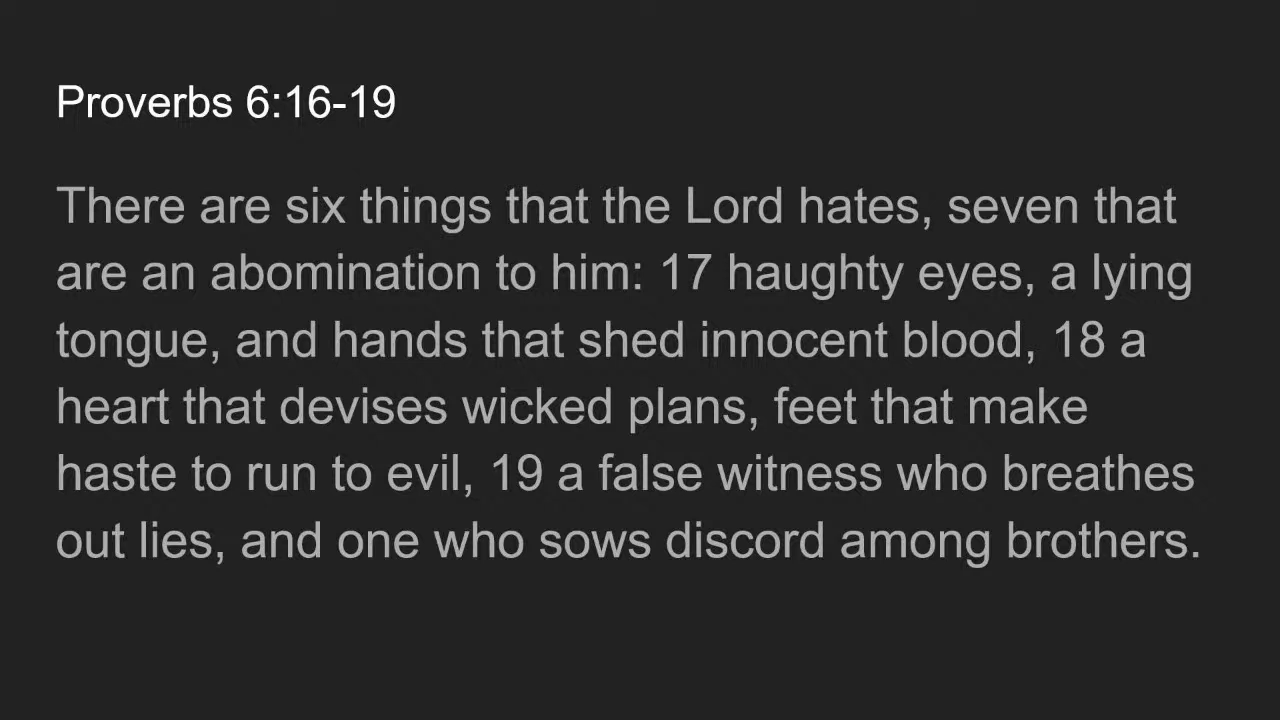 Proverbs 6:16-19
There are six things that the Lord hates, seven that
are an abomination to him: 17 haughty eyes, a lying
tongue, and hands that shed innocent blood, 18 a
heart that devises wicked plans, feet that make
haste to run to evil, 19 a false witness who breathes
out lies, and one who sows discord among brothers.